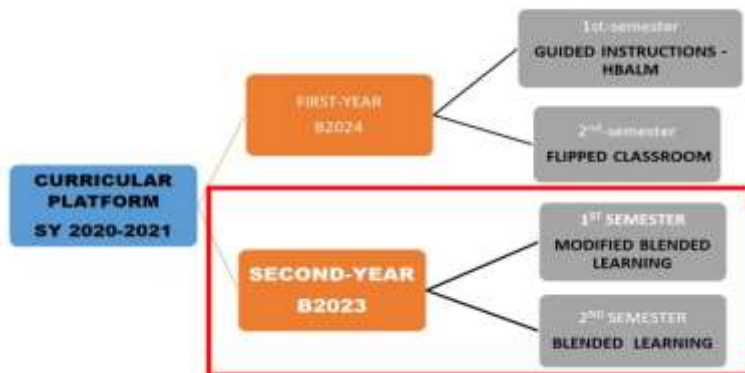 CURRICULAR
PLATFORM
SY 2020-2021
FIRST-YEAR
B2024
1st-semester
GUIDED INSTRUCTIONS -
HBALM
2nd-semester
FLIPPED CLASSROOM
SECOND-YEAR
B2023
1ST SEMESTER
MODIFIED BLENDED
LEARNING
2ND SEMESTER
BLENDED LEARNING